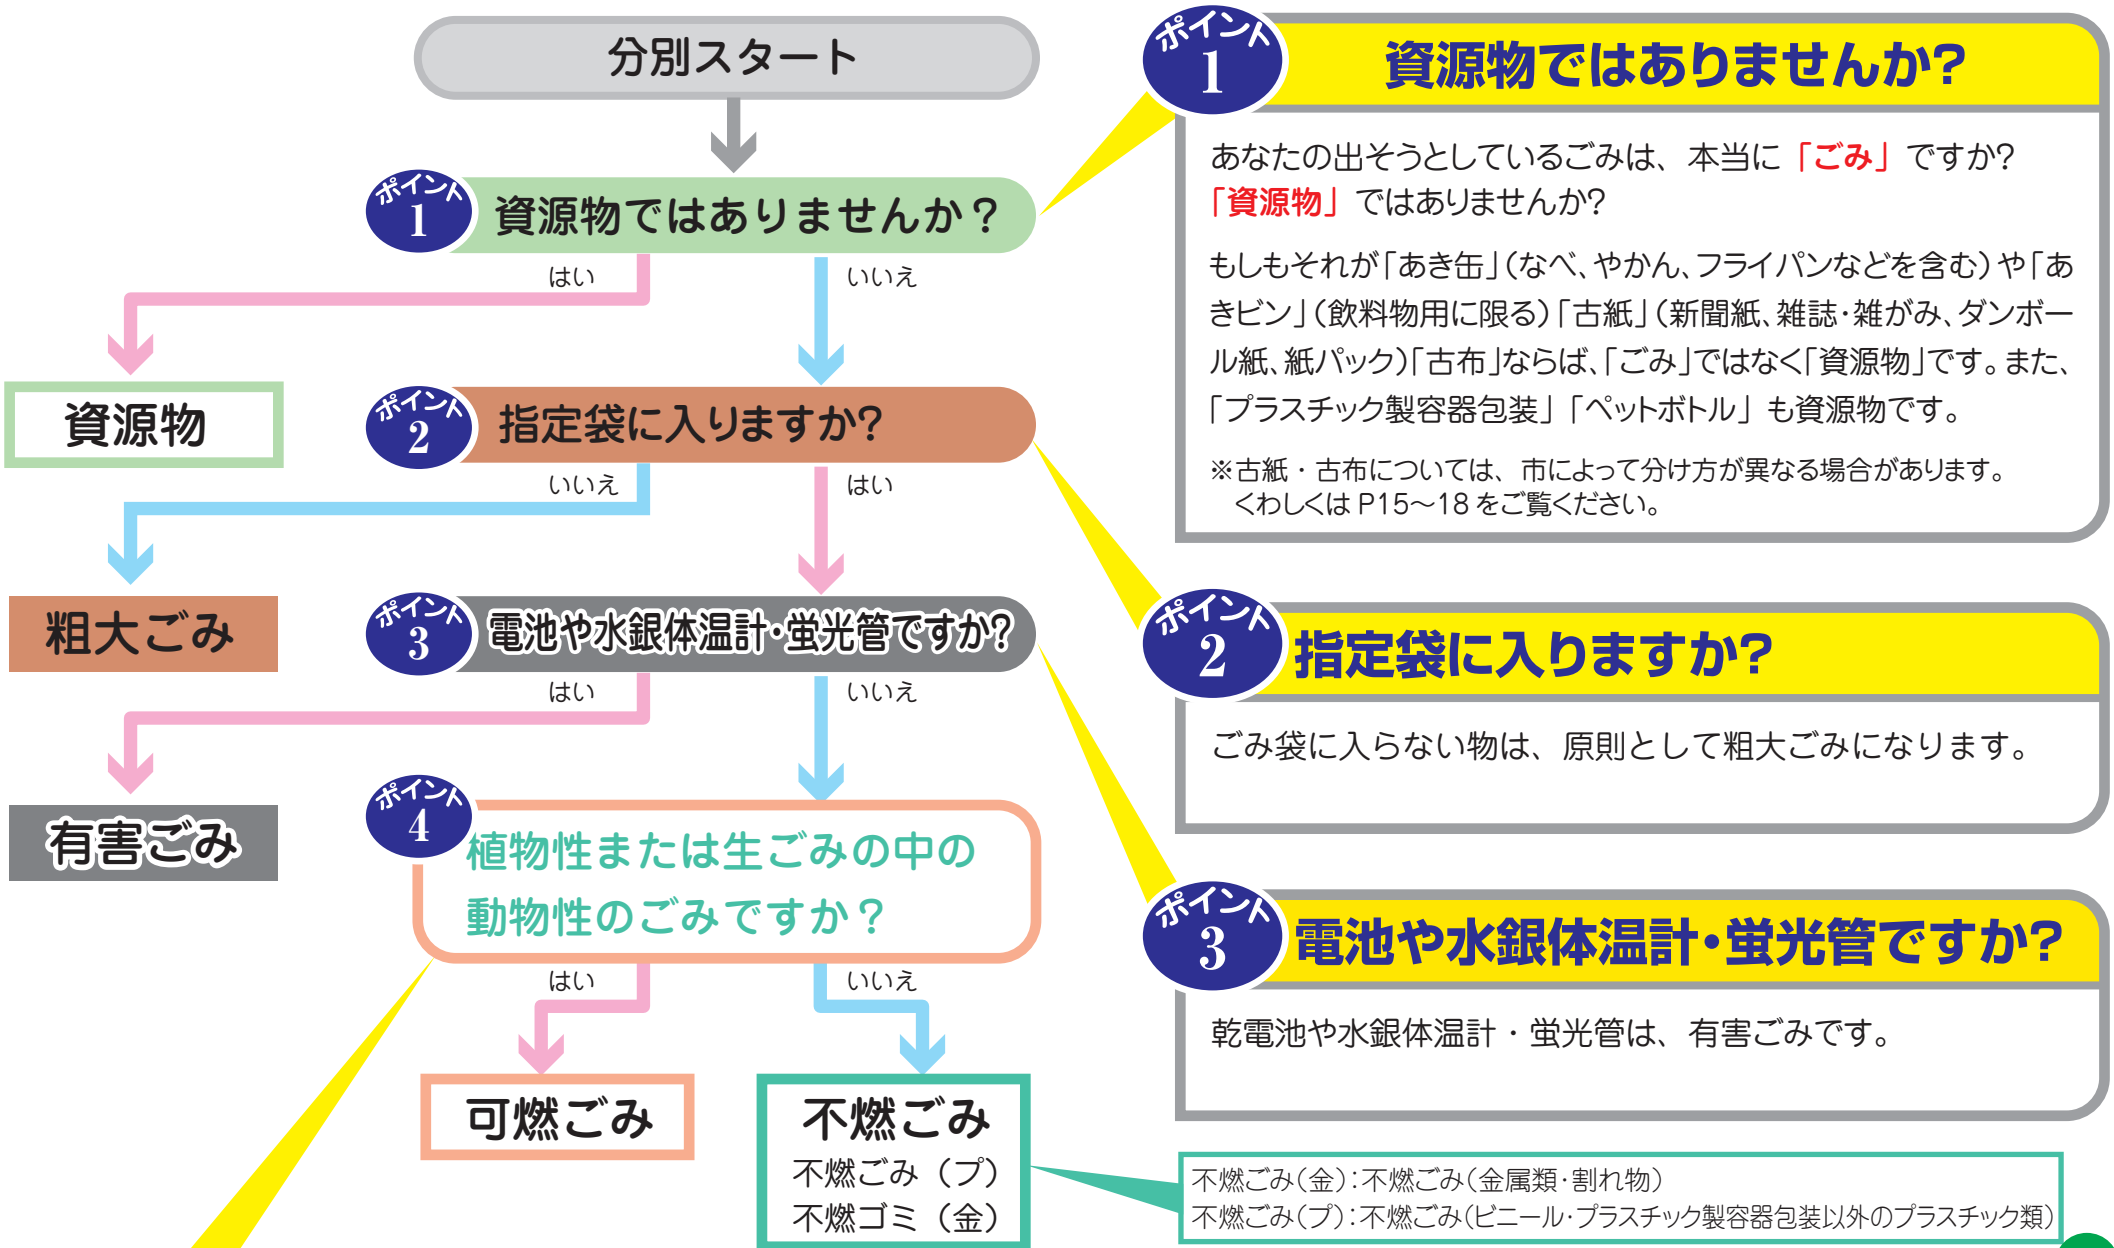 分別スタート
ポイント
1
資源物ではありませんか？
はい
いいえ
資源物
ポイント
2
指定袋に入りますか?
いいえ
はい
粗大ごみ
ポイント
3
電池や水銀体温計・蛍光管ですか?
はい
いいえ
有害ごみ
ポイント
4
植物性または生ごみの中の
動物性のごみですか？
はい
いいえ
可燃ごみ
不燃ごみ
不燃ごみ（プ）
不燃ゴミ（金）
ポイント
1
資源物ではありませんか?
あなたの出そうとしているごみは、本当に「ごみ」ですか?
「資源物」ではありませんか?
もしもそれが「あき缶」（なべ、やかん、フライパンなどを含む）や「あ
きビン」（飲料物用に限る）「古紙」（新聞紙、雑誌・雑がみ、ダンボー
ル紙、紙パック）「古布」ならば、「ごみ」ではなく「資源物」です。また、
「プラスチック製容器包装」「ペットボトル」も資源物です。
※古紙・古布については、市によって分け方が異なる場合があります。
くわしくは P15～18 をご覧ください。
ポイント
2
指定袋に入りますか?
ごみ袋に入らない物は、原則として粗大ごみになります。
ポイント
3
電池や水銀体温計・蛍光管ですか?
乾電池や水銀体温計・蛍光管は、有害ごみです。
不燃ごみ（金）：不燃ごみ（金属類・割れ物）
不燃ごみ（プ）：不燃ごみ（ビニール・プラスチック製容器包装以外のプラスチック類）